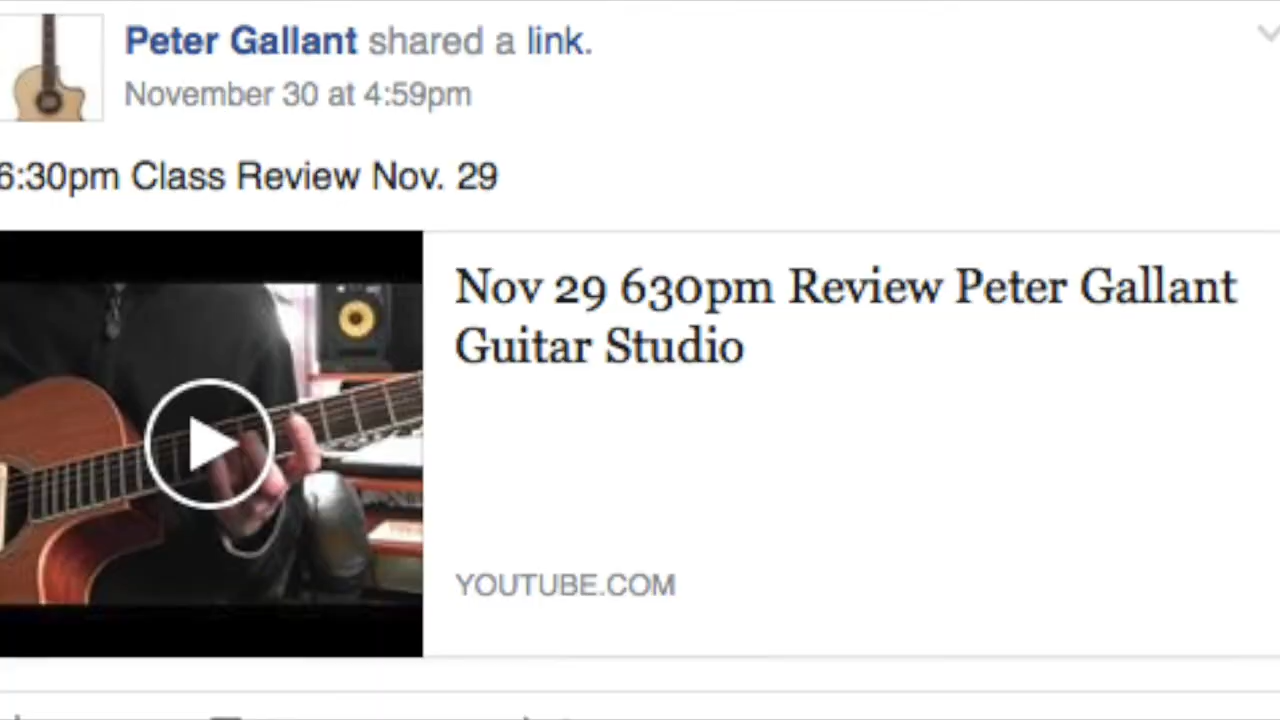 Peter Gallant shared a link.
November 30 at 4:59pm
6:30pm Class Review Nov. 29
Nov 29 630pm Review Peter Gallant
Guitar Studio
YOUTUBE.COM